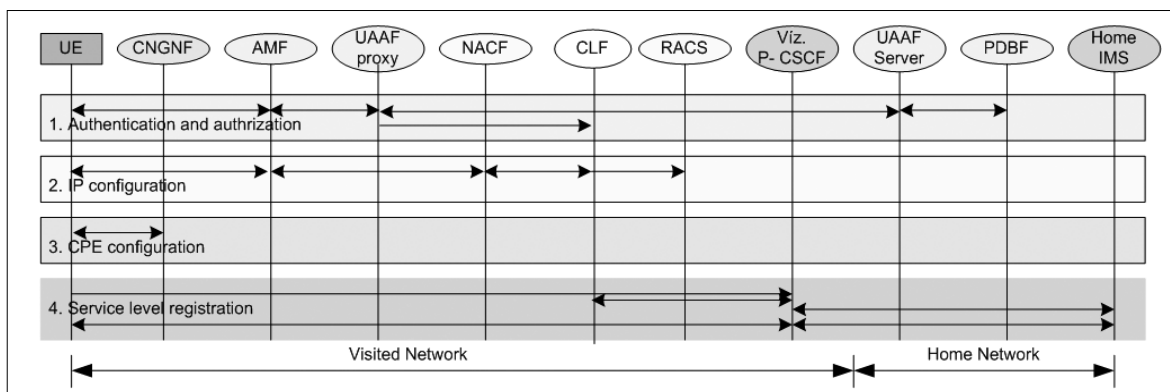 UE
CNGNF
AMF
UAAF
proxy
NACF
CLF
RACS
Víz.
P- CSCF
UAAF
Server
PDBF
Home
IMS
1. Authentication and authrization
2. IP configuration
3. CPE configuration
4. Service level registration
Visited Network
Home Network